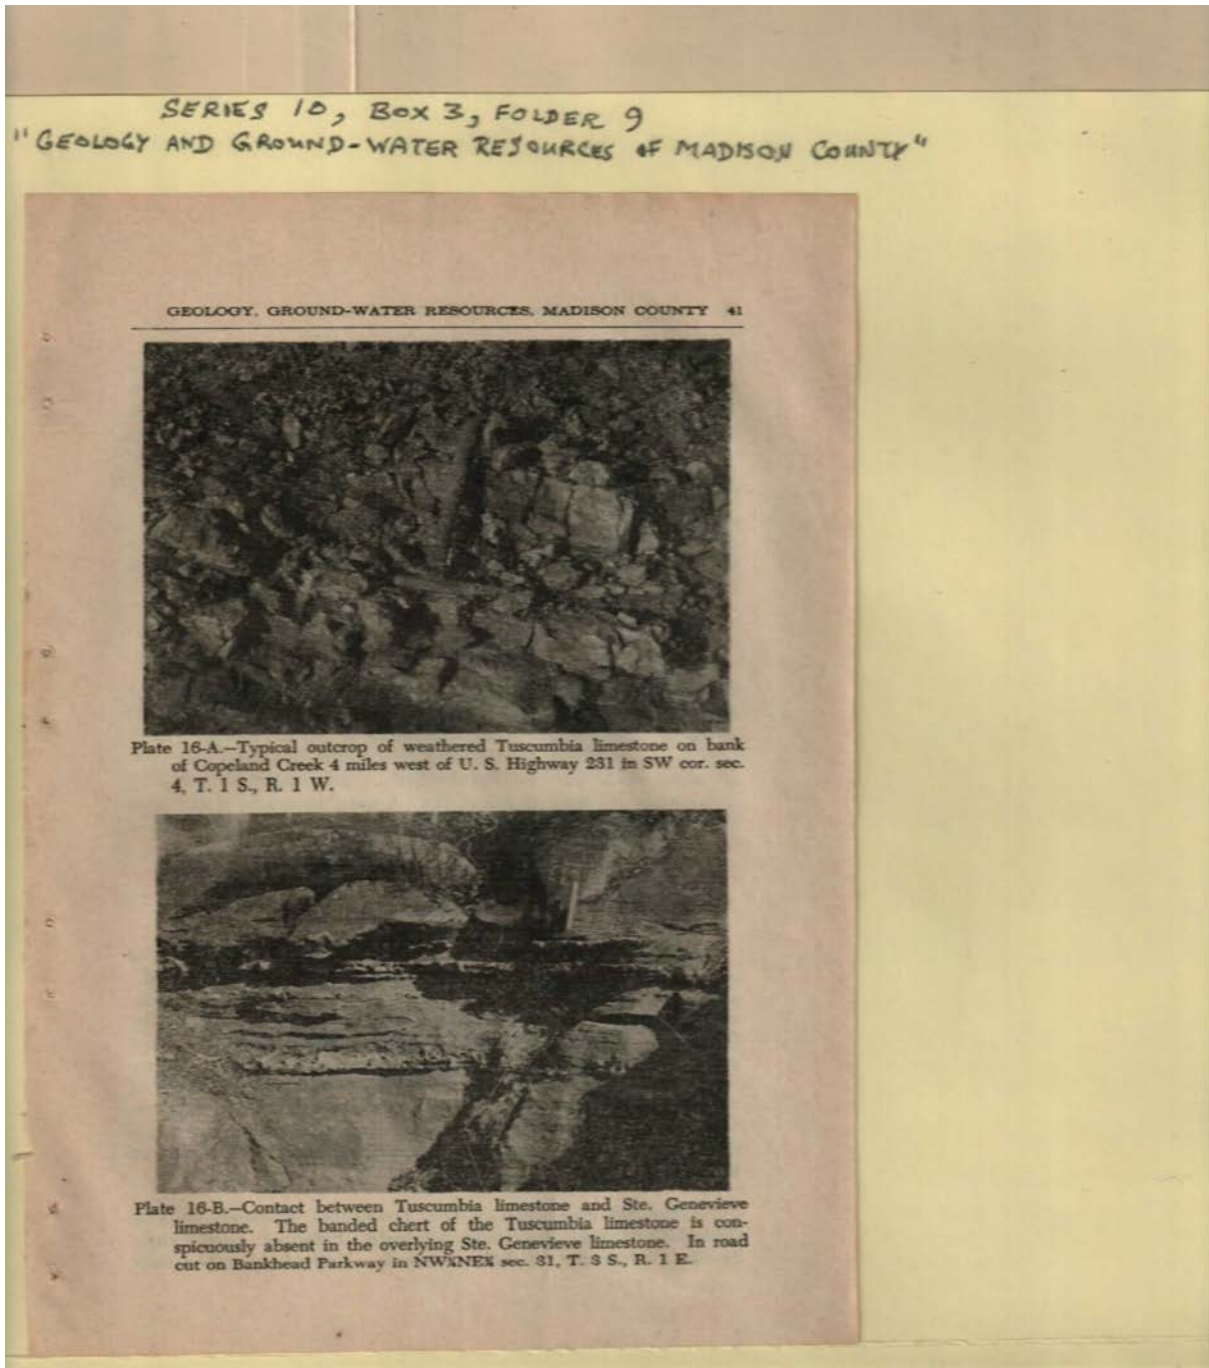 SERIES 10, BOX 3, FOLDER 9
"GEOLOGY AND GROUND-WATER RESOURCES OF MADISON COUNTY"
GEOLOGY, GROUND-WATER RESOURCES, MADISON COUNTY 41
Plate 16-A.—Typical outcrop of weathered Tuscumbia limestone on bank
of Copeland Creek 4 miles west of U. S. Highway 231 in SW cor. sec.
4, T. 1 S., R. 1 W.
Plate 16-B.—Contact between Tuscumbia limestone and Ste. Genevieve
limestone. The banded chert of the Tuscumbia limestone is con-
spicuously absent in the overlying Ste. Genevieve limestone. In road
cut on Bankhead Parkway in NW¼NE¼ sec. 31, T. 3 S., R. 1 E.